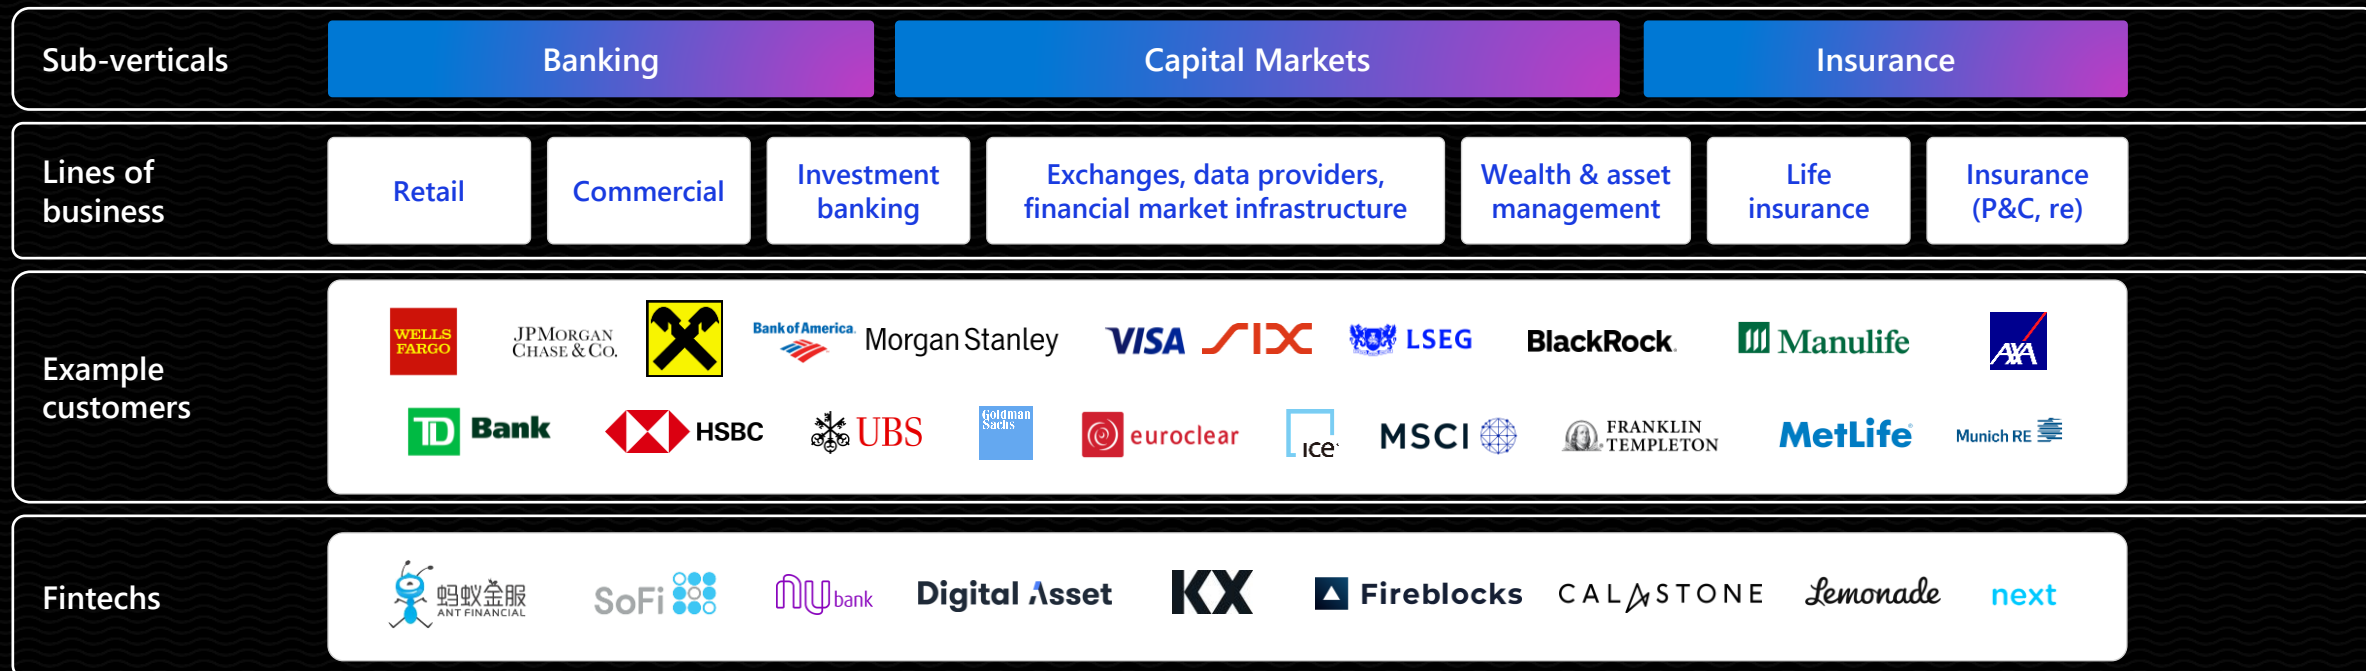 Sub-verticals
Banking
Capital Markets
Insurance
Lines of
business
Retail
Commercial
Investment
banking
Exchanges, data providers,
financial market infrastructure
Wealth & asset
management
Life
insurance
Insurance
(P&C, re)
Example
customers
WELLS
FARGO
JPMORGAN
CHASE & CO.
Bank of America.
Morgan Stanley
VISA
SIX
LSEG
BlackRock.
Manulife
AXA
TD Bank
HSBC
UBS
Goldman
Sachs
euroclear
ice
MSCI
FRANKLIN
TEMPLETON
MetLife
Munich RE
Fintechs
蚂蚁金服
ANT FINANCIAL
SoFi
nu bank
Digital Asset
KX
Fireblocks
CALASTONE
Lemonade
next